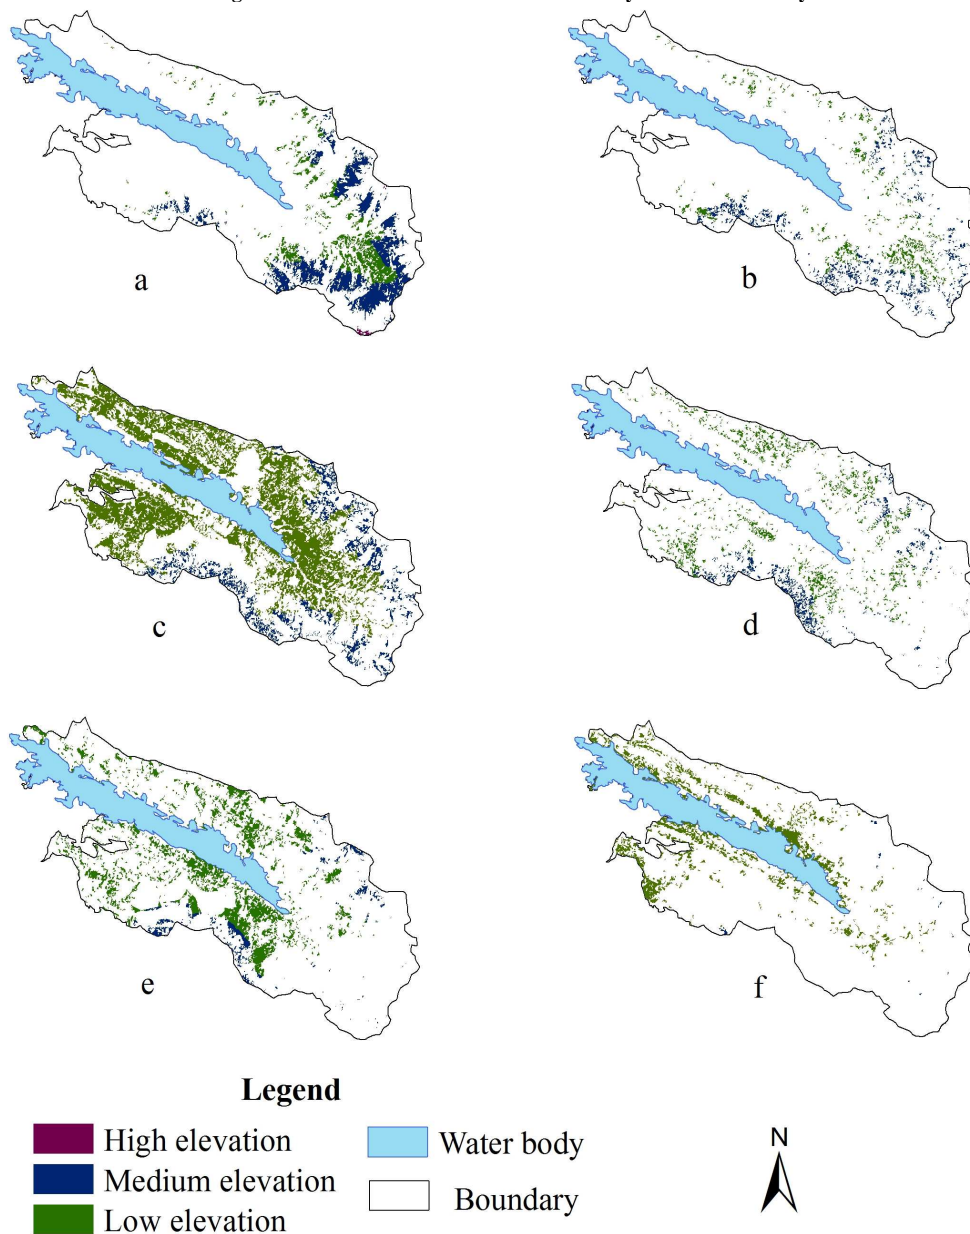 a
b
c
d
e
f
Legend
High elevation
Medium elevation
Low elevation
Water body
Boundary
N